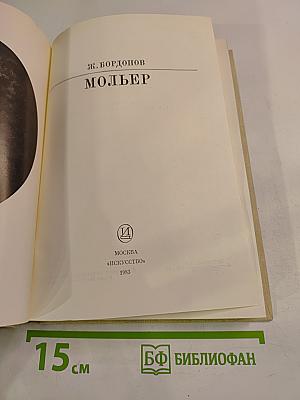 Ж. БОРДОНОВ
МОЛЬЕР
И
МОСКВА
«ИСКУССТВО»
1983
15 см
БФ БИБЛИОФАН